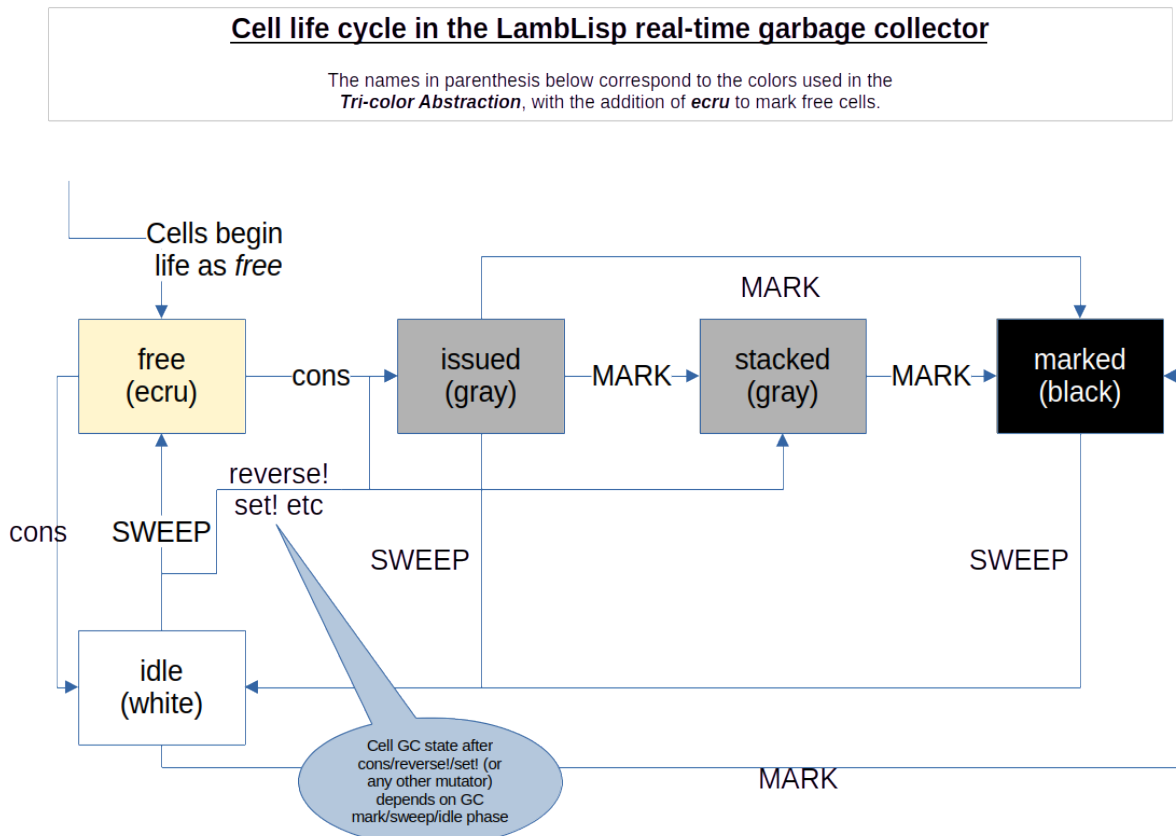 Cell life cycle in the LambLisp real-time garbage collector
The names in parenthesis below correspond to the colors used in the
Tri-color Abstraction, with the addition of ecru to mark free cells.
Cells begin
life as free
MARK
free
(ecru)
cons
issued
(gray)
MARK
stacked
(gray)
MARK
marked
(black)
reverse!
set! etc
cons
SWEEP
SWEEP
SWEEP
idle
(white)
Cell GC state after
cons/reverse!/set! (or
any other mutator)
depends on GC
mark/sweep/idle phase
MARK